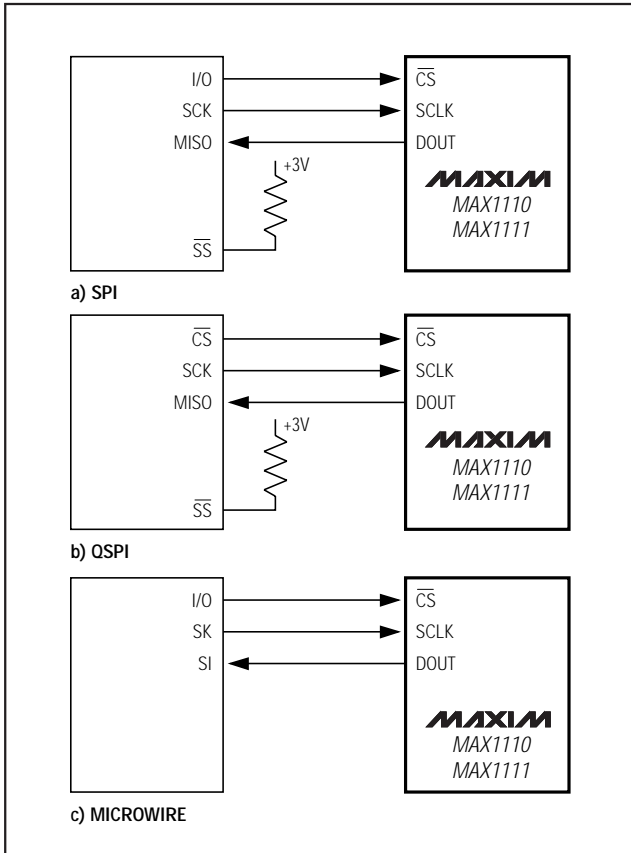 I/O CS
SCK SCLK
MISO DOUT
+3V
MAXIM
MAX1110
MAX1111
SS
a) SPI
CS CS
SCK SCLK
MISO DOUT
+3V
MAXIM
MAX1110
MAX1111
SS
b) QSPI
I/O CS
SK SCLK
SI DOUT
MAXIM
MAX1110
MAX1111
c) MICROWIRE